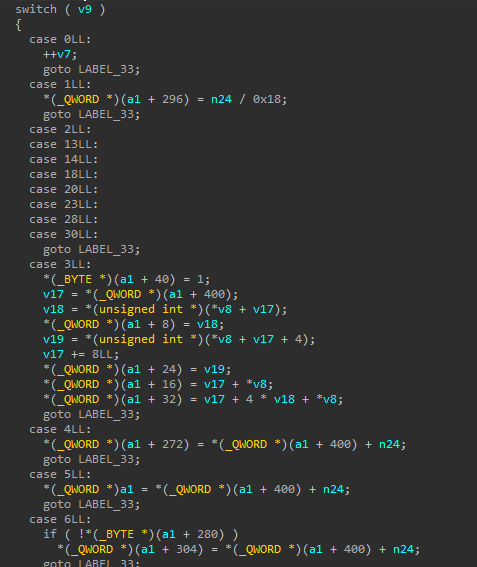 switch ( v9 )
{
case 0LL:
++v7;
goto LABEL_33;
case 1LL:
*(_QWORD *)(a1 + 296) = n24 / 0x18;
goto LABEL_33;
case 2LL:
case 13LL:
case 14LL:
case 18LL:
case 20LL:
case 23LL:
case 28LL:
case 30LL:
goto LABEL_33;
case 3LL:
*(_BYTE *)(a1 + 40) = 1;
v17 = *(_QWORD *)(a1 + 400);
v18 = *(unsigned int *)(*v8 + v17);
*(_QWORD *)(a1 + 8) = v18;
v19 = *(unsigned int *)(*v8 + v17 + 4);
v17 += 8LL;
*(_QWORD *)(a1 + 24) = v19;
*(_QWORD *)(a1 + 16) = v17 + *v8;
*(_QWORD *)(a1 + 32) = v17 + 4 * v18 + *v8;
goto LABEL_33;
case 4LL:
*(_QWORD *)(a1 + 272) = *(_QWORD *)(a1 + 400) + n24;
goto LABEL_33;
case 5LL:
*(_QWORD *)a1 = *(_QWORD *)(a1 + 400) + n24;
goto LABEL_33;
case 6LL:
if ( !*(_BYTE *)(a1 + 280) )
*(_QWORD *)(a1 + 304) = *(_QWORD *)(a1 + 400) + n24;
goto LABEL_33;